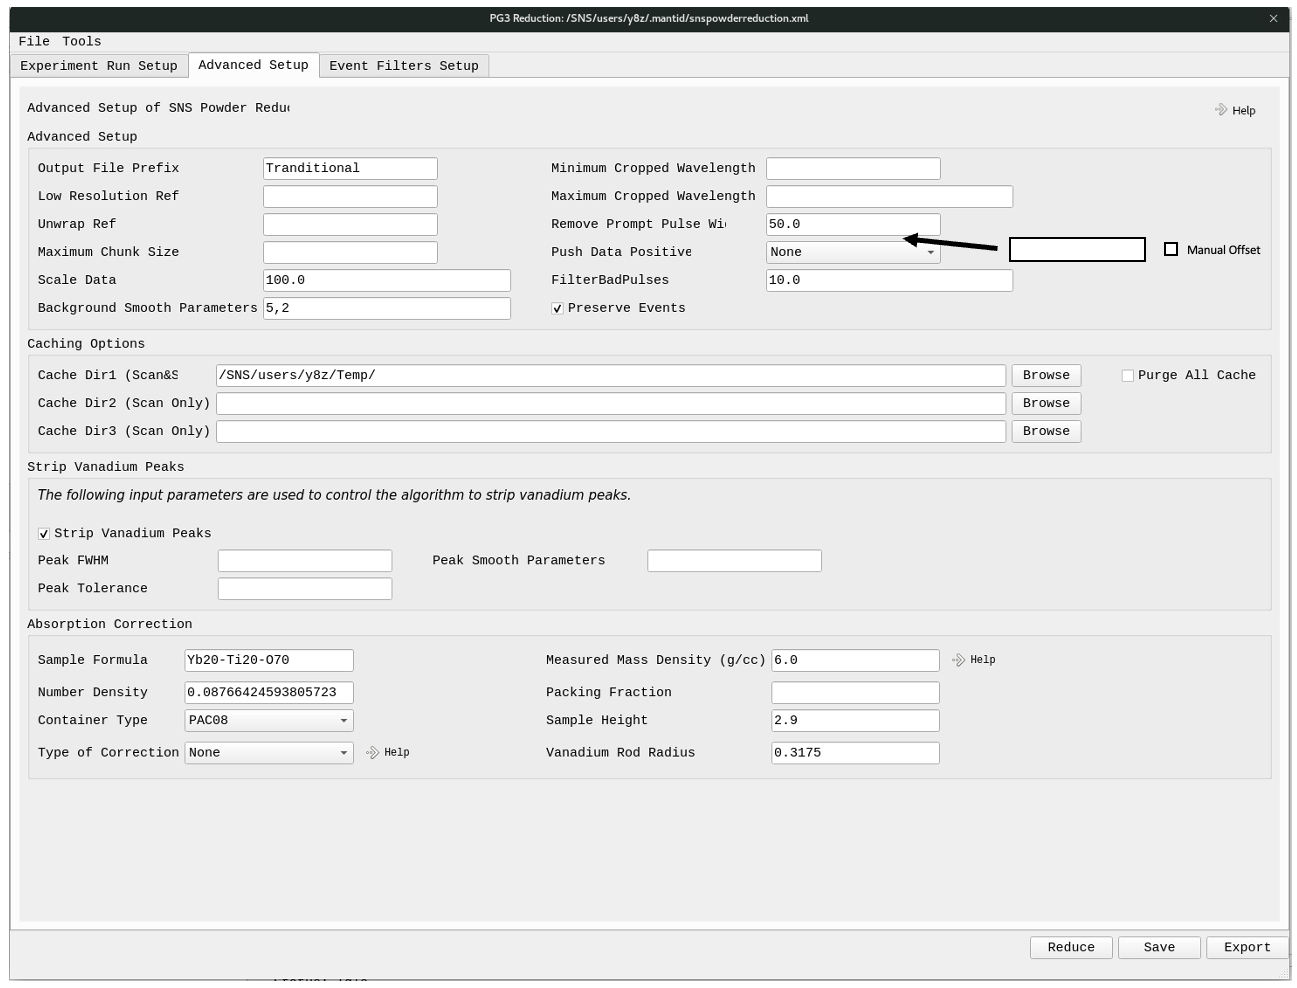 PG3 Reduction: /SNS/users/y8z/.mantid/snspowderreduction.xml
File Tools
Experiment Run Setup Advanced Setup Event Filters Setup
Advanced Setup of SNS Powder Reduc
Help
Advanced Setup
Output File Prefix Tranditional Minimum Cropped Wavelength
Low Resolution Ref Maximum Cropped Wavelength
Unwrap Ref Remove Prompt Pulse Wi 50.0
Maximum Chunk Size Push Data Positive None Manual Offset
Scale Data 100.0 FilterBadPulses 10.0
Background Smooth Parameters 5,2 Preserve Events
Caching Options
Cache Dir1 (Scan&S /SNS/users/y8z/Temp/ Browse Purge All Cache
Cache Dir2 (Scan Only) Browse
Cache Dir3 (Scan Only) Browse
Strip Vanadium Peaks
The following input parameters are used to control the algorithm to strip vanadium peaks.
Strip Vanadium Peaks
Peak FWHM Peak Smooth Parameters
Peak Tolerance
Absorption Correction
Sample Formula Yb20-Ti20-O70 Measured Mass Density (g/cc) 6.0 Help
Number Density 0.08766424593805723 Packing Fraction
Container Type PAC08 Sample Height 2.9
Type of Correction None Help Vanadium Rod Radius 0.3175
Reduce Save Export